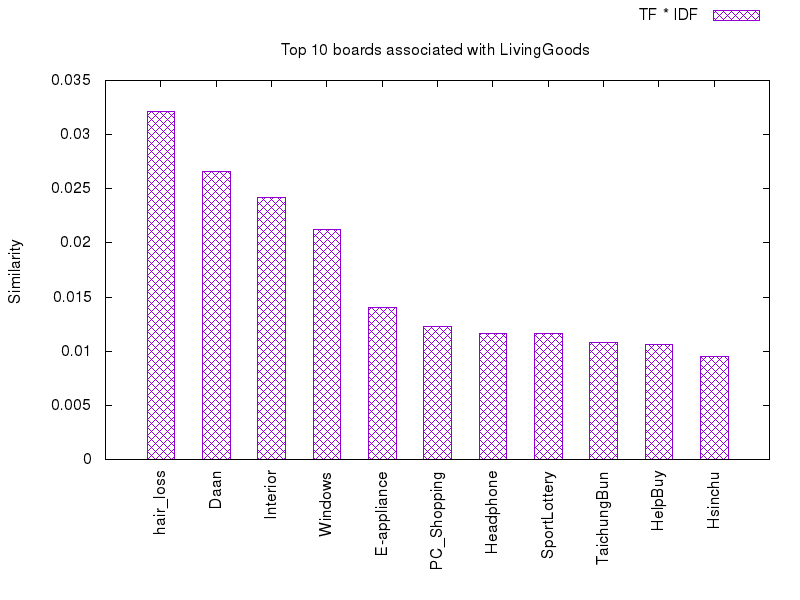 TF * IDF
Top 10 boards associated with LivingGoods
0.035
0.03
0.025
0.02
0.015
0.01
0.005
0
Similarity
hair_loss
Daan
Interior
Windows
E-appliance
PC_Shopping
Headphone
SportLottery
TaichungBun
HelpBuy
Hsinchu